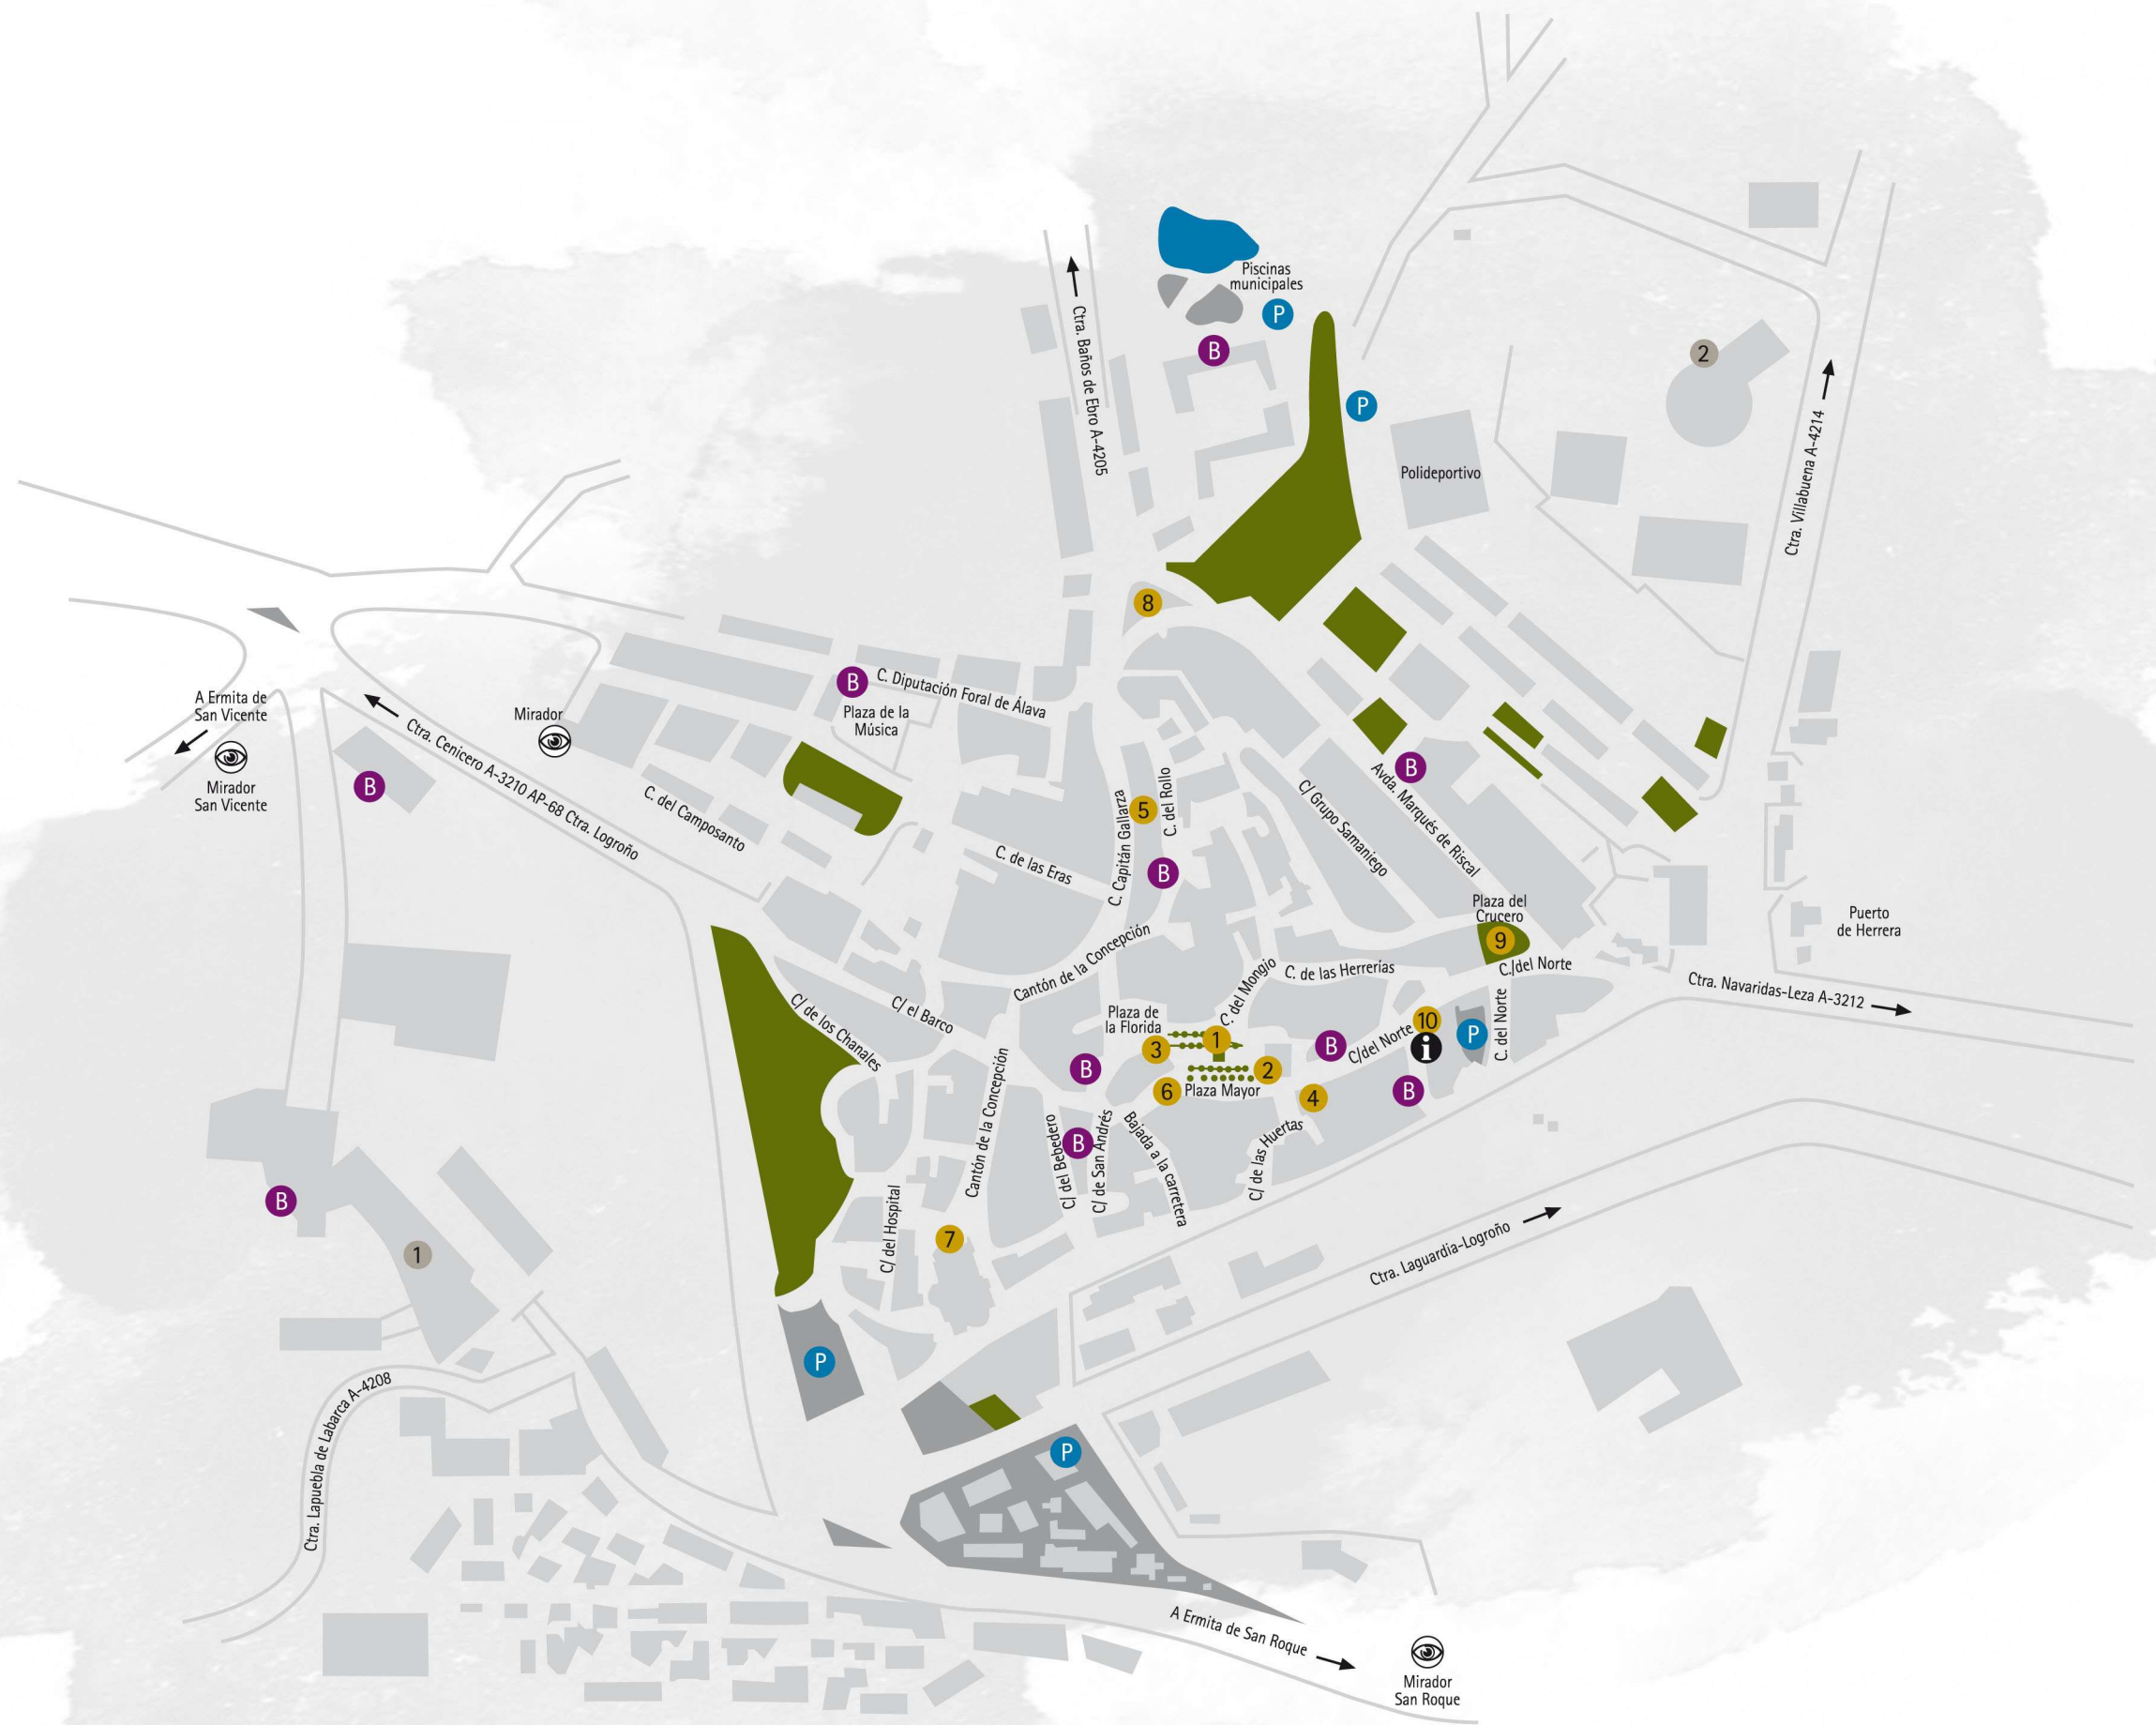 Piscinas
municipales
P
B
Ctra. Baños de Ebro A-4205
P
2
Polideportivo
Ctra. Villabuena A-4214
8
A Ermita de
San Vicente
Mirador
San Vicente
B
Ctra. Cenicero A-3210 AP-68 Ctra. Logroño
Mirador
B
C. Diputación Foral de Álava
Plaza de la
Música
C. del Camposanto
C. de las Eras
C. Capitán Gallarza
5
C. del Rollo
B
C/ Grupo Samaniego
Avda. Marqués de Riscal
B
Plaza del
Crucero
9
C./del Norte
Puerto
de Herrera
Ctra. Navaridas-Leza A-3212
Cantón de la Concepción
C. del Mongio
C. de las Herrerías
C/ de los Chanales
C/ el Barco
Plaza de
la Florida
1
3
2
6
Plaza Mayor
4
B
C/del Norte
10
i
P
C. del Norte
B
B
Cantón de la Concepción
C/ del Bebedero
B
C/ de San Andrés
Bajada a la carretera
C/ de las Huertas
C/ del Hospital
7
B
1
P
Ctra. Laguardia-Logroño
Ctra. Lapuebla de Labarca A-4208
P
A Ermita de San Roque
Mirador
San Roque